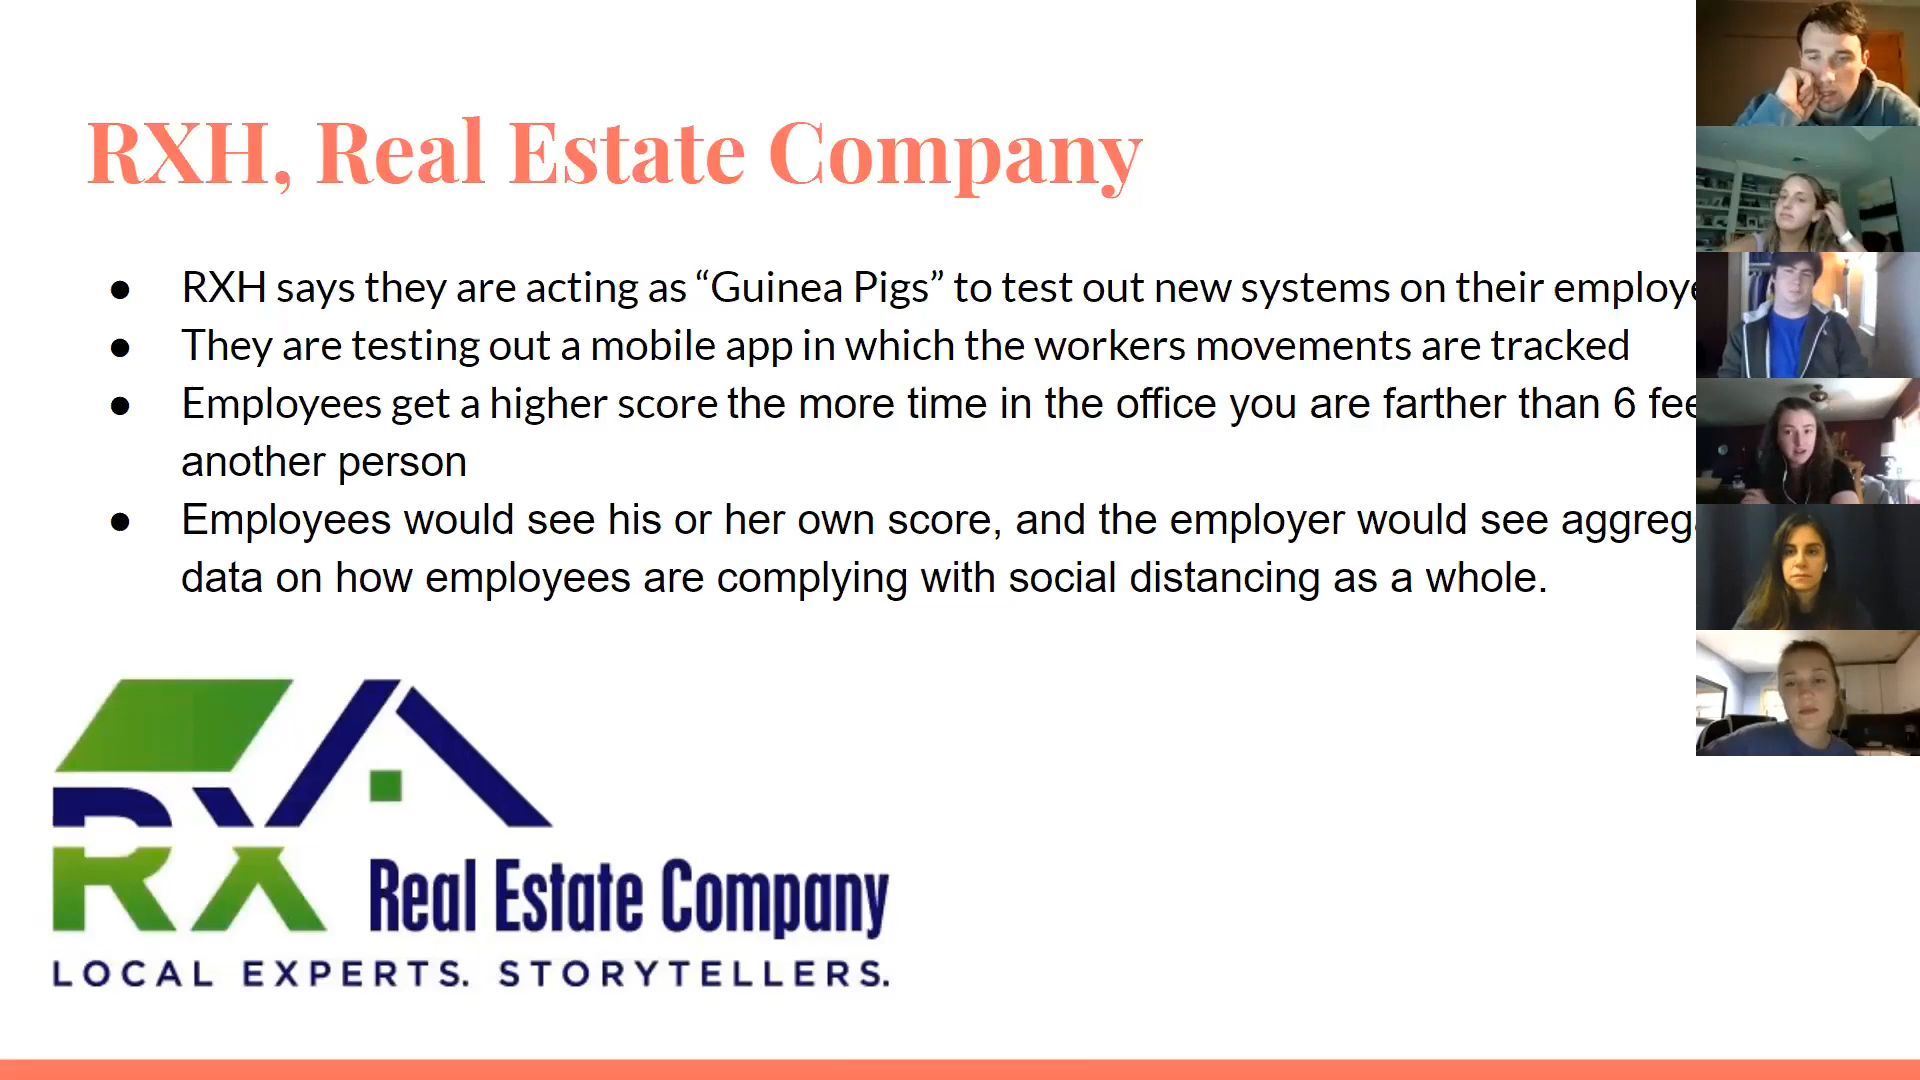 RXH, Real Estate Company
● RXH says they are acting as “Guinea Pigs” to test out new systems on their
● They are testing out a mobile app in which the workers movements are tracked
● Employees get a higher score the more time in the office you are farther than 6
another person
● Employees would see his or her own score, and the employer would see
data on how employees are complying with social distancing as a whole.
RX
Real Estate Company
LOCAL EXPERTS. STORYTELLERS.